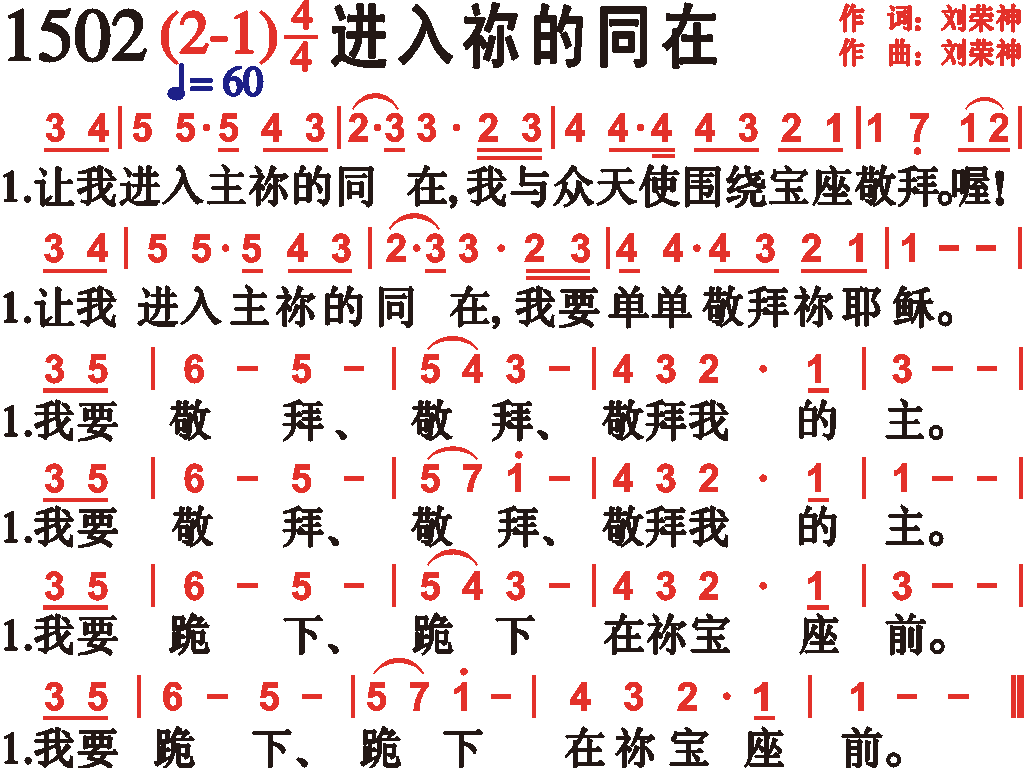 1502 (2-1) 4/4 进入祢的同在 作 词：刘荣神
♩= 60 作 曲：刘荣神
3 4 | 5 5·5 4 3 | 2·3 3 · 2 3 | 4 4·4 4 3 2 1 | 1 7̣ 1 2 |
1.让我进入主祢的同 在,我与众天使围绕宝座敬拜。喔!
3 4 | 5 5·5 4 3 | 2·3 3 · 2 3 | 4 4·4 3 2 1 | 1 – – |
1.让我 进入主祢的同 在,我要单单敬拜祢耶稣。
3 5 | 6 – 5 – | 5 4 3 – | 4 3 2 · 1 | 3 – – |
1.我要 敬 拜、 敬 拜、 敬拜我 的 主。
3 5 | 6 – 5 – | 5 7 1̇ – | 4 3 2 · 1 | 1 – – |
1.我要 敬 拜、 敬 拜、 敬拜我 的 主。
3 5 | 6 – 5 – | 5 4 3 – | 4 3 2 · 1 | 3 – – |
1.我要 跪 下、 跪 下 在祢宝 座 前。
3 5 | 6 – 5 – | 5 7 1̇ – | 4 3 2 · 1 | 1 – – ‖
1.我要 跪 下、 跪 下 在祢宝 座 前。